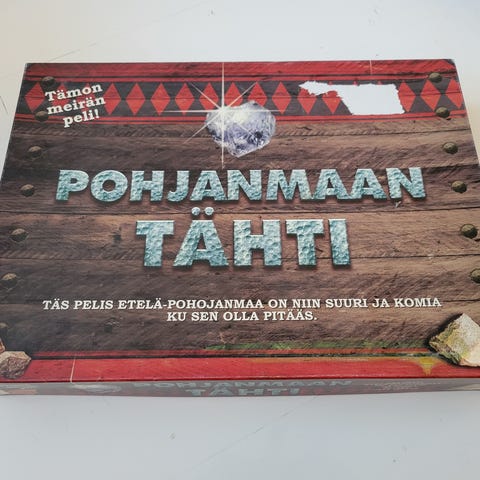 Tämon
meirän
peli!
POHJANMAAN
TÄHTI
TÄS PELIS ETELÄ-POHOJANMAA ON NIIN SUURI JA KOMIA
KU SEN OLLA PITÄÄS.
POHJANMAAN
TÄHTI